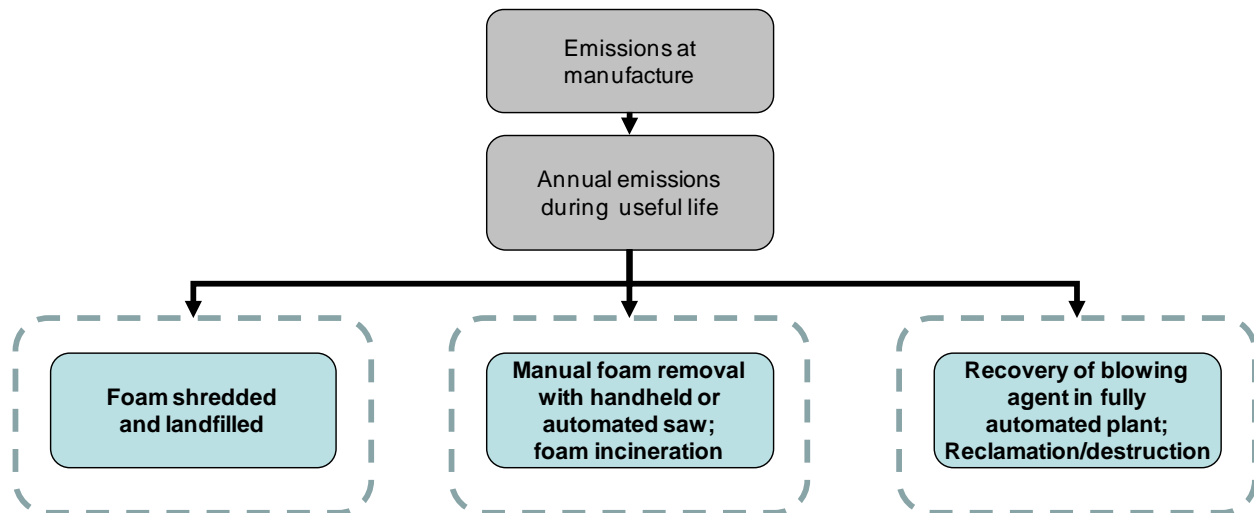 Emissions at
manufacture
Annual emissions
during useful life
Foam shredded
and landfilled
Manual foam removal
with handheld or
automated saw;
foam incineration
Recovery of blowing
agent in fully
automated plant;
Reclamation/destruction